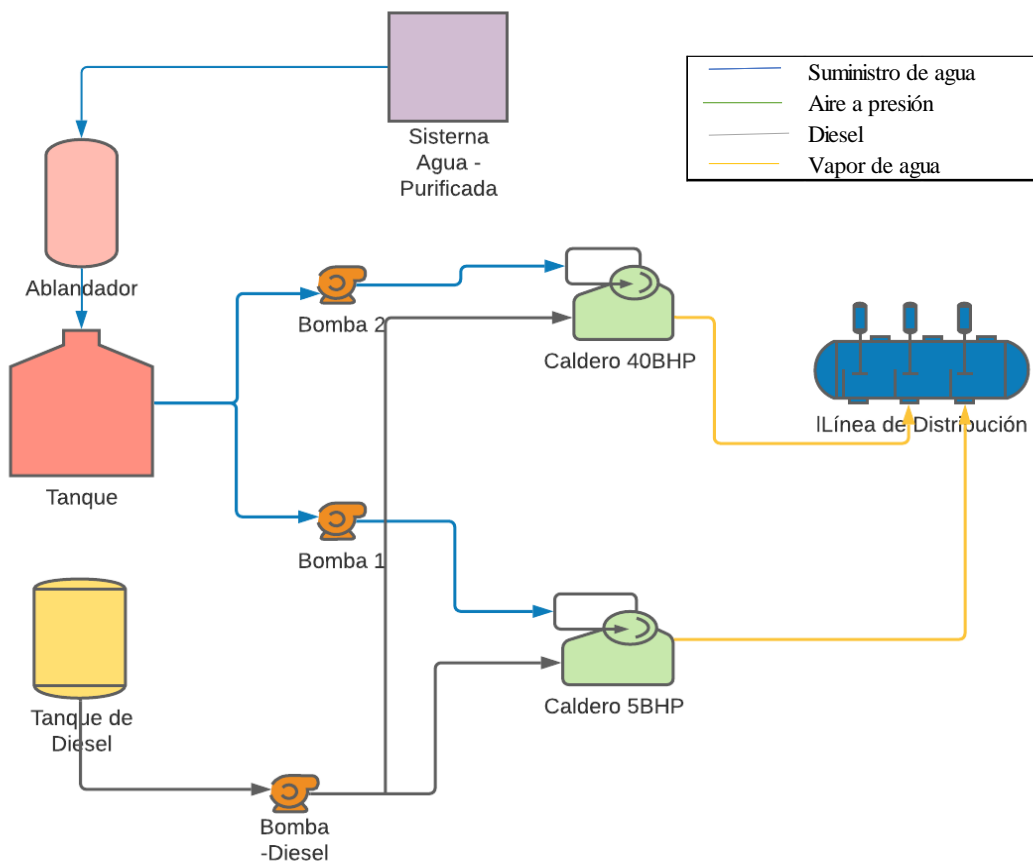 Sisterna
Agua -
Purificada
Suministro de agua
Aire a presión
Diesel
Vapor de agua
Ablandador
Bomba 2
Caldero 40BHP
lLínea de Distribución
Tanque
Bomba 1
Caldero 5BHP
Tanque de
Diesel
Bomba
-Diesel